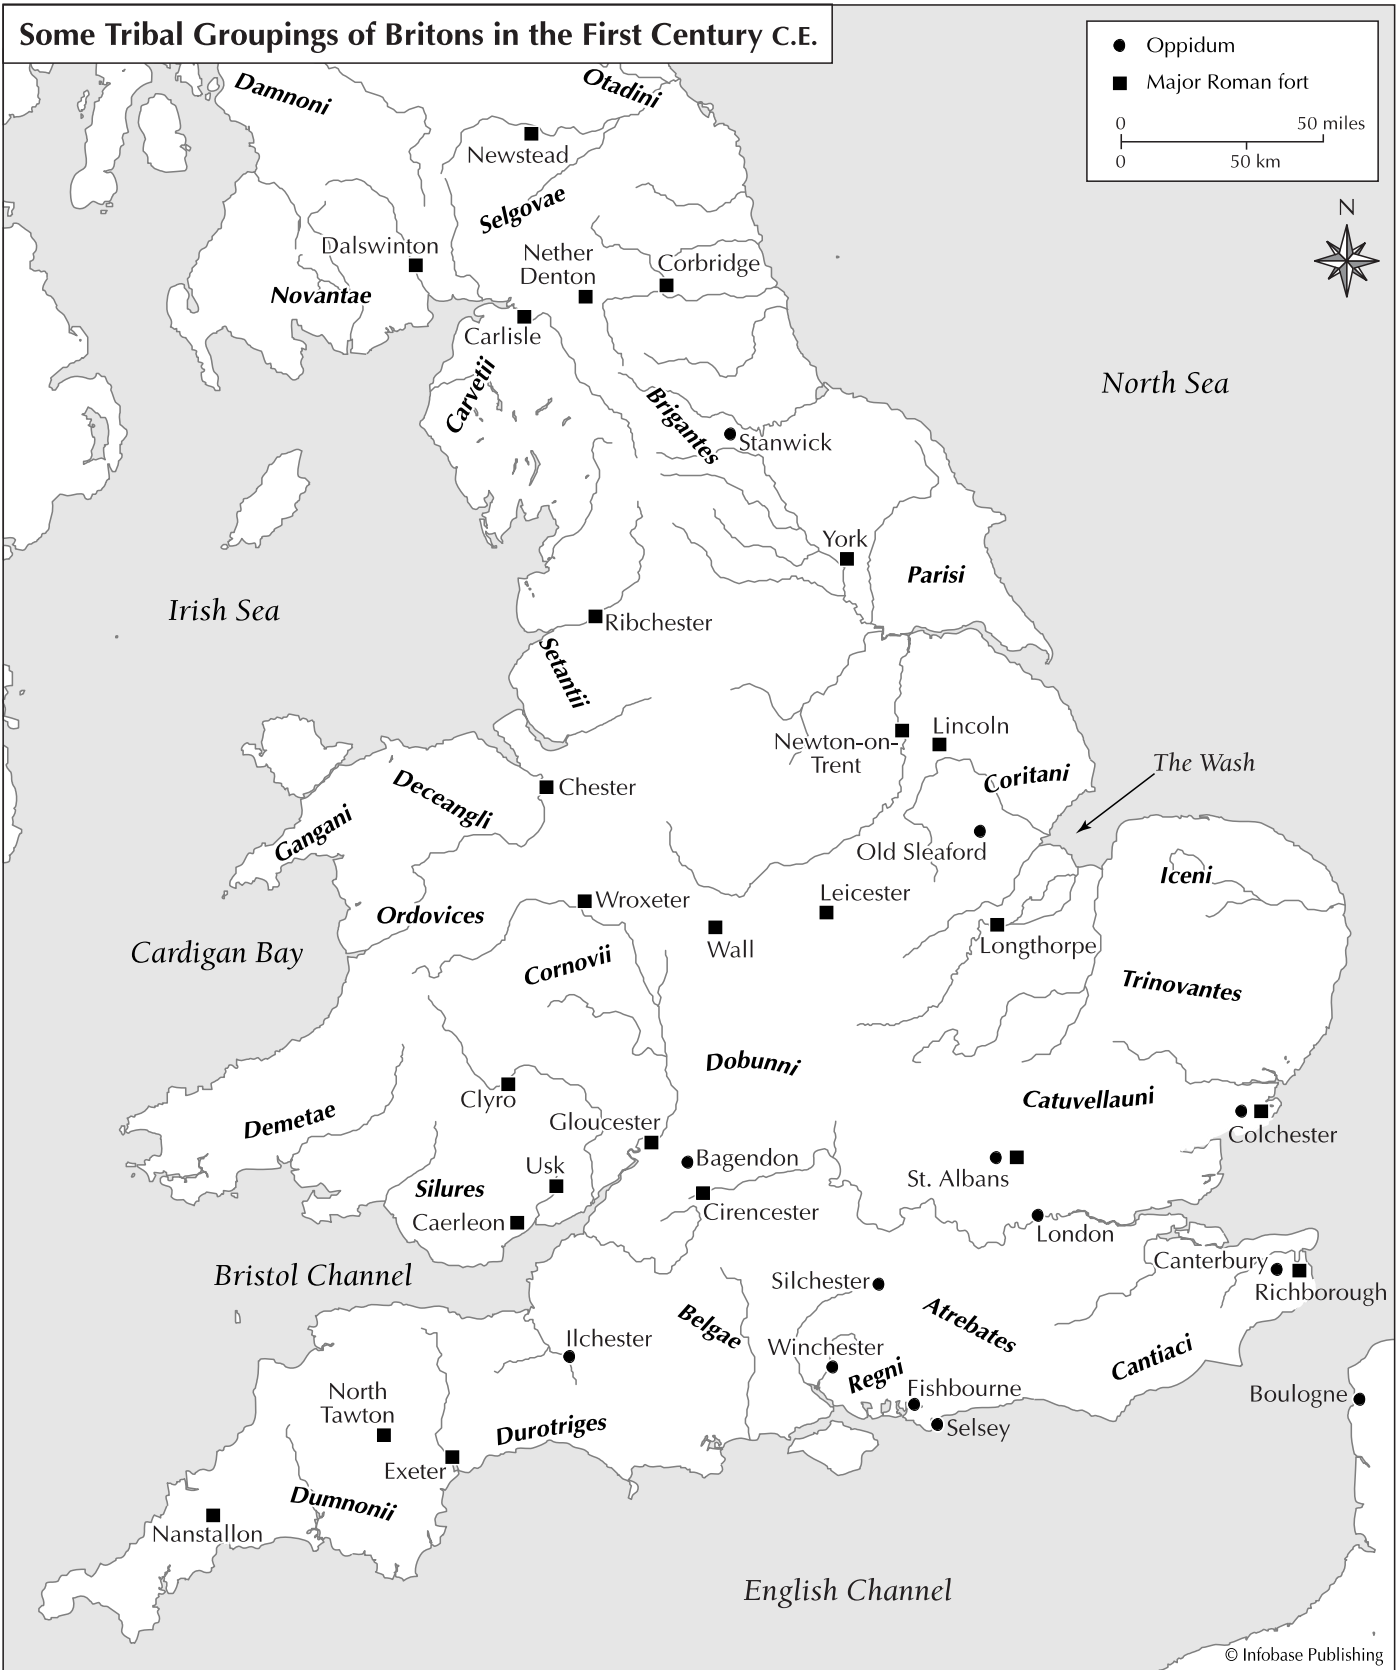 Some Tribal Groupings of Britons in the First Century C.E.
Oppidum
Major Roman fort
0 50 miles
0 50 km
N
Damnoni
Otadini
Newstead
Selgovae
Dalswinton
Nether
Denton
Corbridge
Novantae
Carlisle
Carvetii
North Sea
Brigantes
Stanwick
York
Parisi
Irish Sea
Ribchester
Setantii
Newton-on-
Trent
Lincoln
The Wash
Coritani
Chester
Deceangli
Gangani
Old Sleaford
Iceni
Leicester
Wroxeter
Ordovices
Wall
Longthorpe
Cardigan Bay
Cornovii
Trinovantes
Dobunni
Clyro
Catuvellauni
Demetae
Gloucester
Colchester
Bagendon
Usk
St. Albans
Silures
Caerleon
Cirencester
London
Canterbury
Richborough
Bristol Channel
Silchester
Belgae
Atrebates
Ilchester
Winchester
Regni
Cantiaci
Fishbourne
Boulogne
North
Tawton
Durotriges
Selsey
Exeter
Dumnonii
Nanstallon
English Channel
© Infobase Publishing